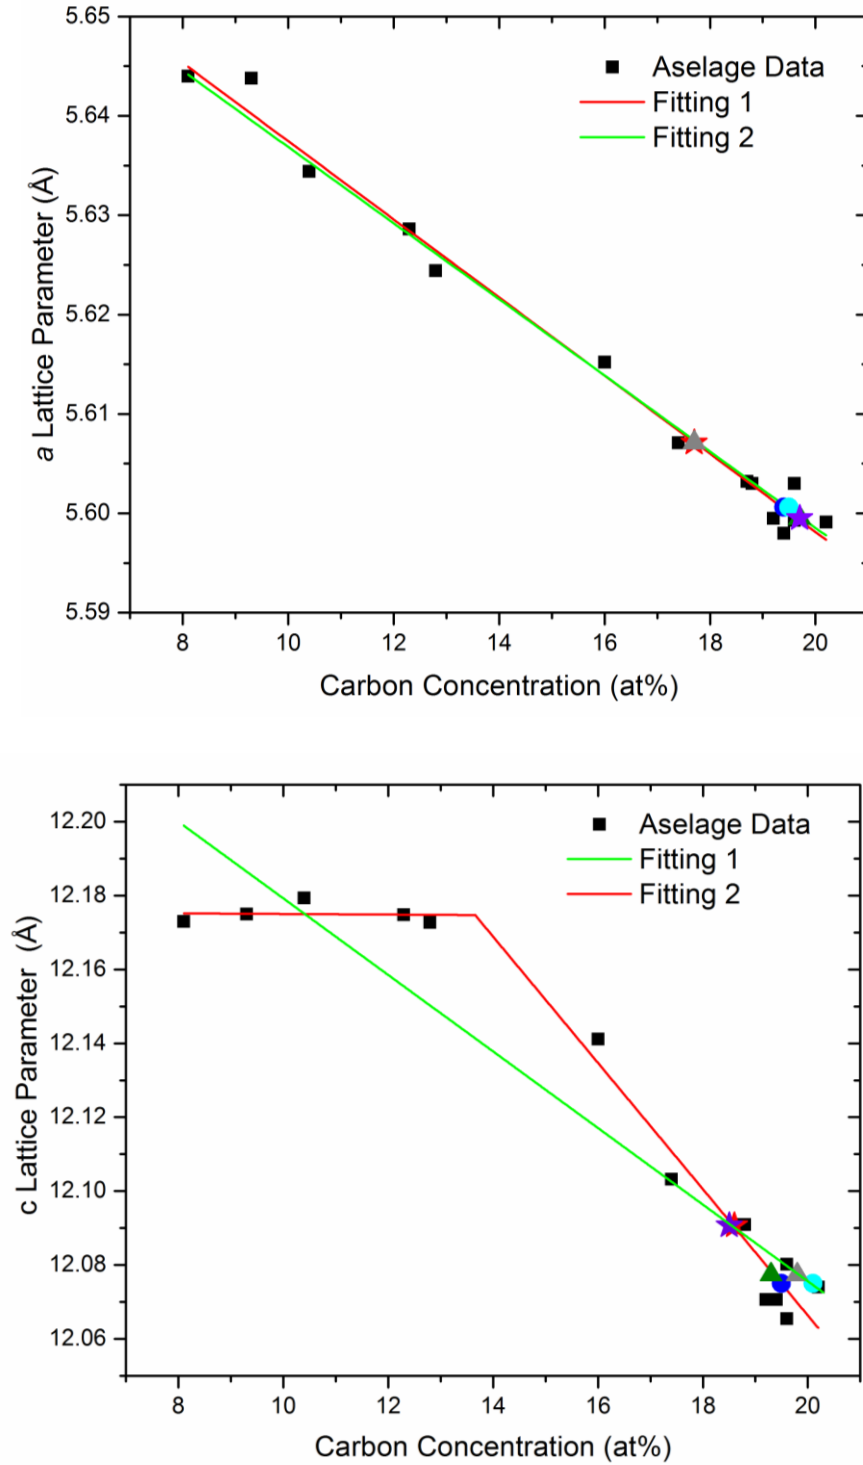 5.65
5.64
5.63
5.62
5.61
5.60
5.59
a Lattice Parameter (Å)
Aselage Data
Fitting 1
Fitting 2
8 10 12 14 16 18 20
Carbon Concentration (at%)
12.20
12.18
12.16
12.14
12.12
12.10
12.08
12.06
c Lattice Parameter (Å)
Aselage Data
Fitting 1
Fitting 2
8 10 12 14 16 18 20
Carbon Concentration (at%)